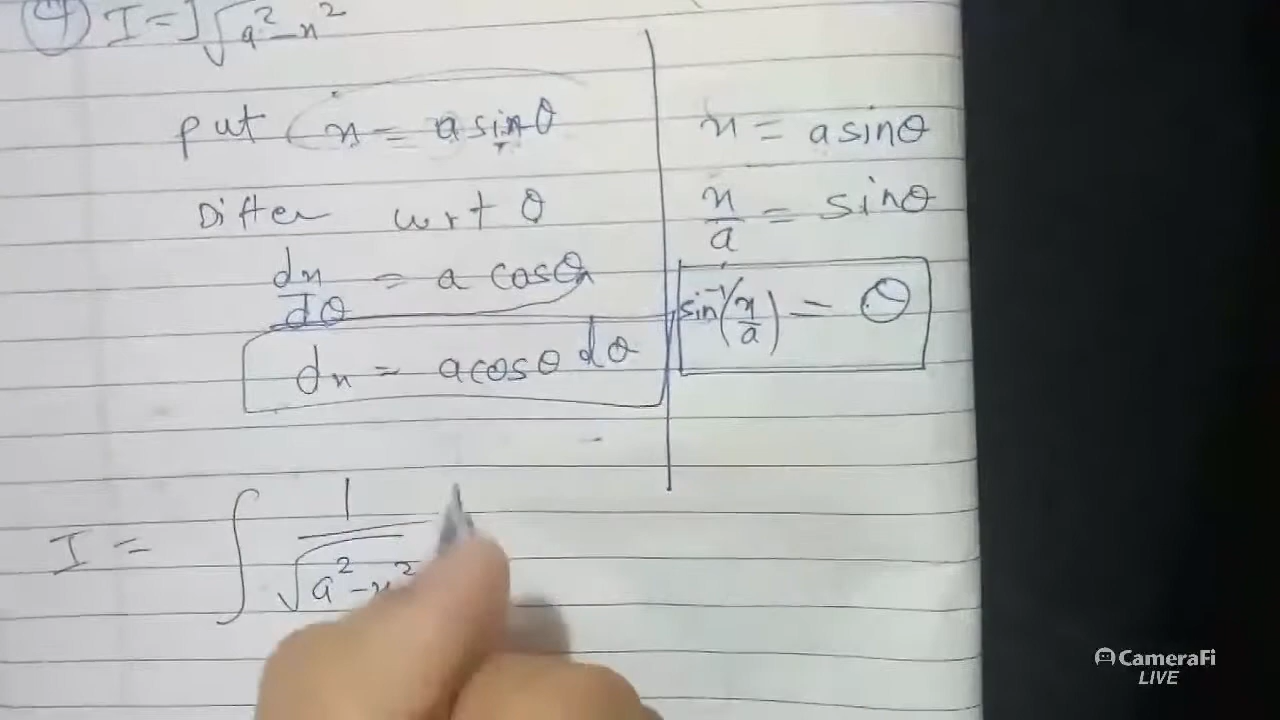 ④ I = ∫ √a²-x²
put x = a sinθ
Differ w r t θ
dx/dθ = a cosθ
dx = a cosθ dθ
x = a sinθ
x/a = sinθ
sin⁻¹(x/a) = θ
I = ∫ 1/√a²-x²
CameraFi
LIVE